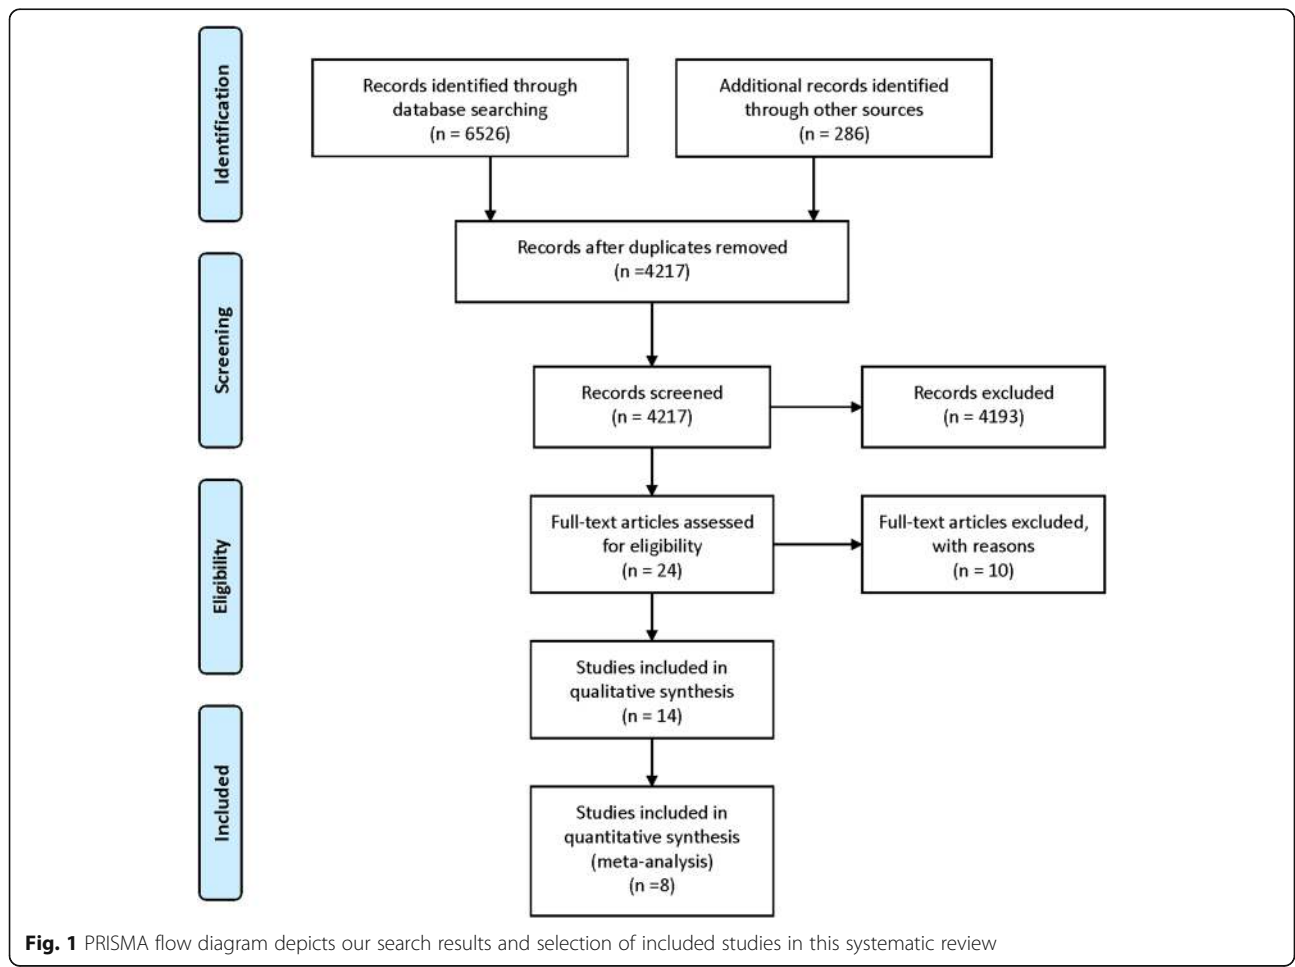 Identification
Records identified through
database searching
(n = 6526)
Additional records identified
through other sources
(n = 286)
Records after duplicates removed
(n =4217)
Screening
Records screened
(n = 4217)
Records excluded
(n = 4193)
Eligibility
Full-text articles assessed
for eligibility
(n = 24)
Full-text articles excluded,
with reasons
(n = 10)
Studies included in
qualitative synthesis
(n = 14)
Included
Studies included in
quantitative synthesis
(meta-analysis)
(n =8)
Fig. 1 PRISMA flow diagram depicts our search results and selection of included studies in this systematic review